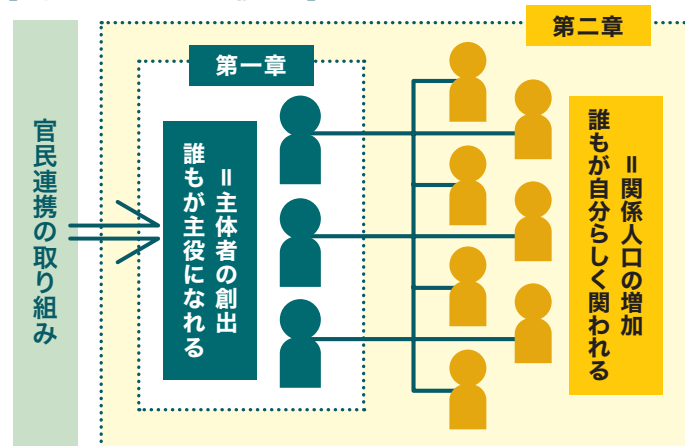 第二章
第一章
官民連携の取り組み
誰もが主役になれる
＝主体者の創出
誰もが自分らしく関われる
＝関係人口の増加